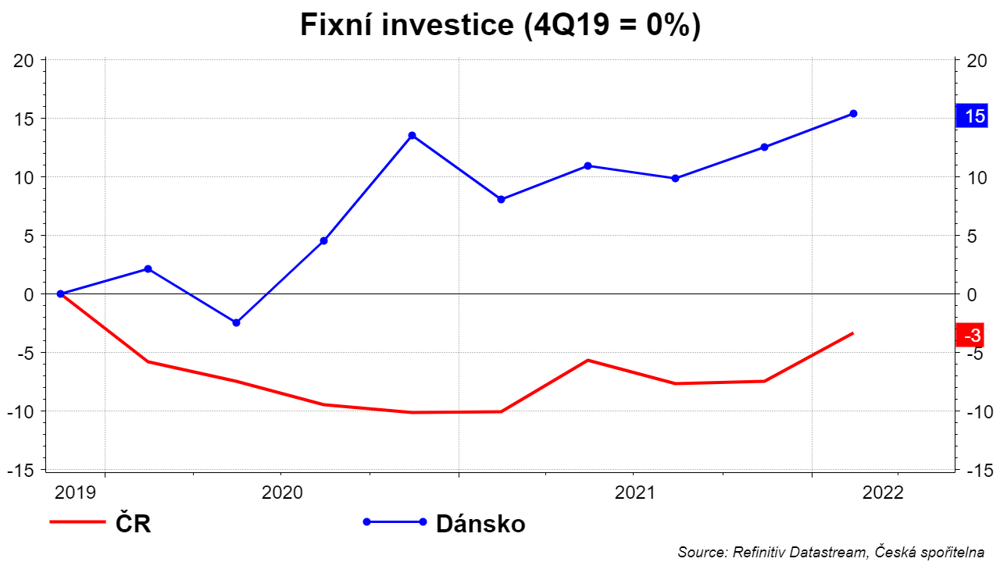 Fixní investice (4Q19 = 0%)
20 20
15 15
10 10
5 5
0 0
-3
-5 -5
-10 -10
-15 -15
2019 2020 2021 2022
ČR Dánsko
Source: Refinitiv Datastream, Česká spořitelna